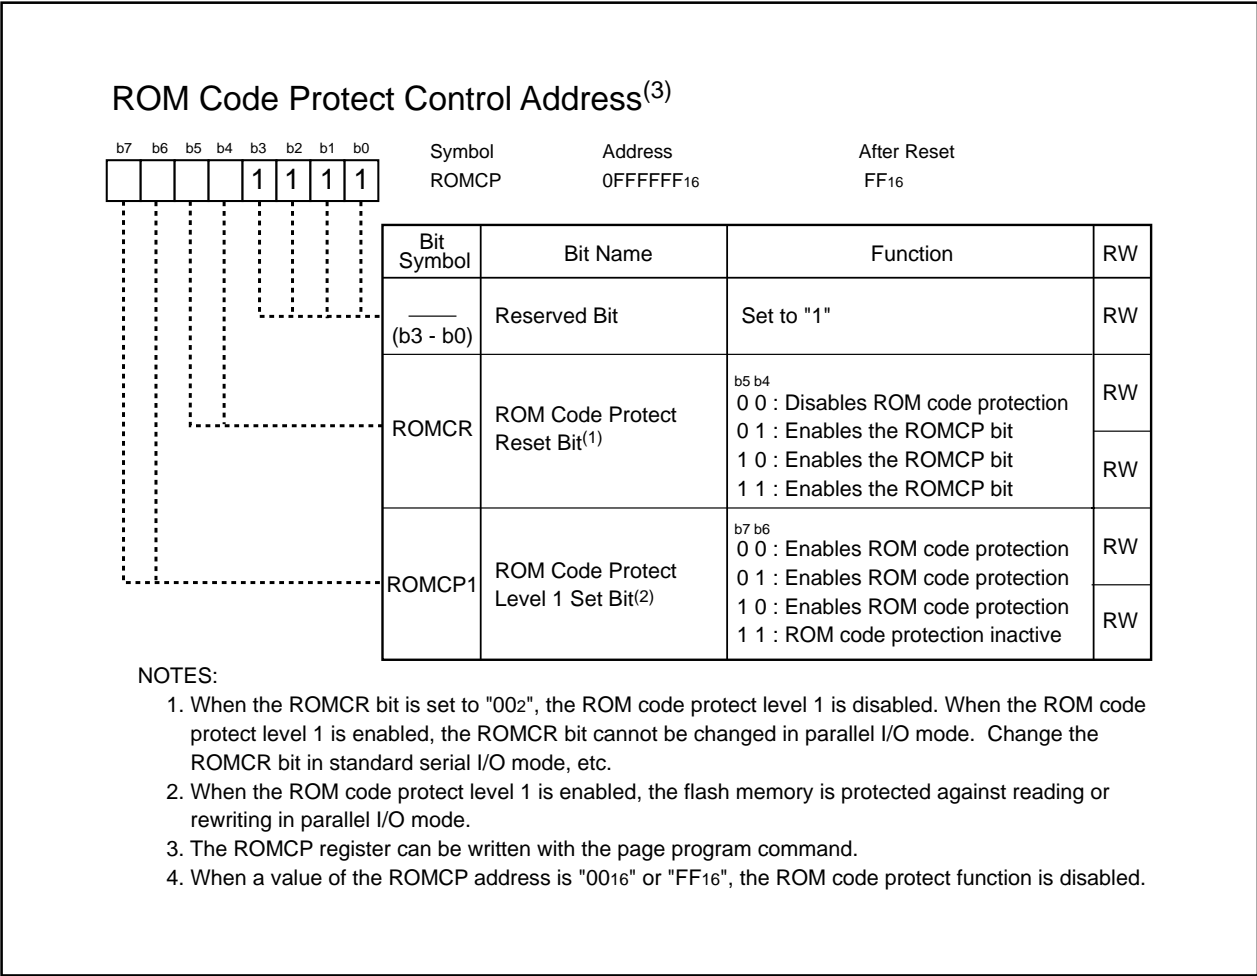 ROM Code Protect Control Address(3)
b7 b6 b5 b4 b3 b2 b1 b0
Symbol Address After Reset
1 1 1 1
ROMCP 0FFFFFF16 FF16
Bit Symbol Bit Name Function RW
(b3 - b0) Reserved Bit Set to "1" RW
ROMCR
ROM Code Protect
Reset Bit(1)
b5 b4
0 0 : Disables ROM code protection
0 1 : Enables the ROMCP bit
1 0 : Enables the ROMCP bit
1 1 : Enables the ROMCP bit
RW
RW
ROMCP1
ROM Code Protect
Level 1 Set Bit(2)
b7 b6
0 0 : Enables ROM code protection
0 1 : Enables ROM code protection
1 0 : Enables ROM code protection
1 1 : ROM code protection inactive
RW
RW
NOTES:
1. When the ROMCR bit is set to "002", the ROM code protect level 1 is disabled. When the ROM code
protect level 1 is enabled, the ROMCR bit cannot be changed in parallel I/O mode. Change the
ROMCR bit in standard serial I/O mode, etc.
2. When the ROM code protect level 1 is enabled, the flash memory is protected against reading or
rewriting in parallel I/O mode.
3. The ROMCP register can be written with the page program command.
4. When a value of the ROMCP address is "0016" or "FF16", the ROM code protect function is disabled.